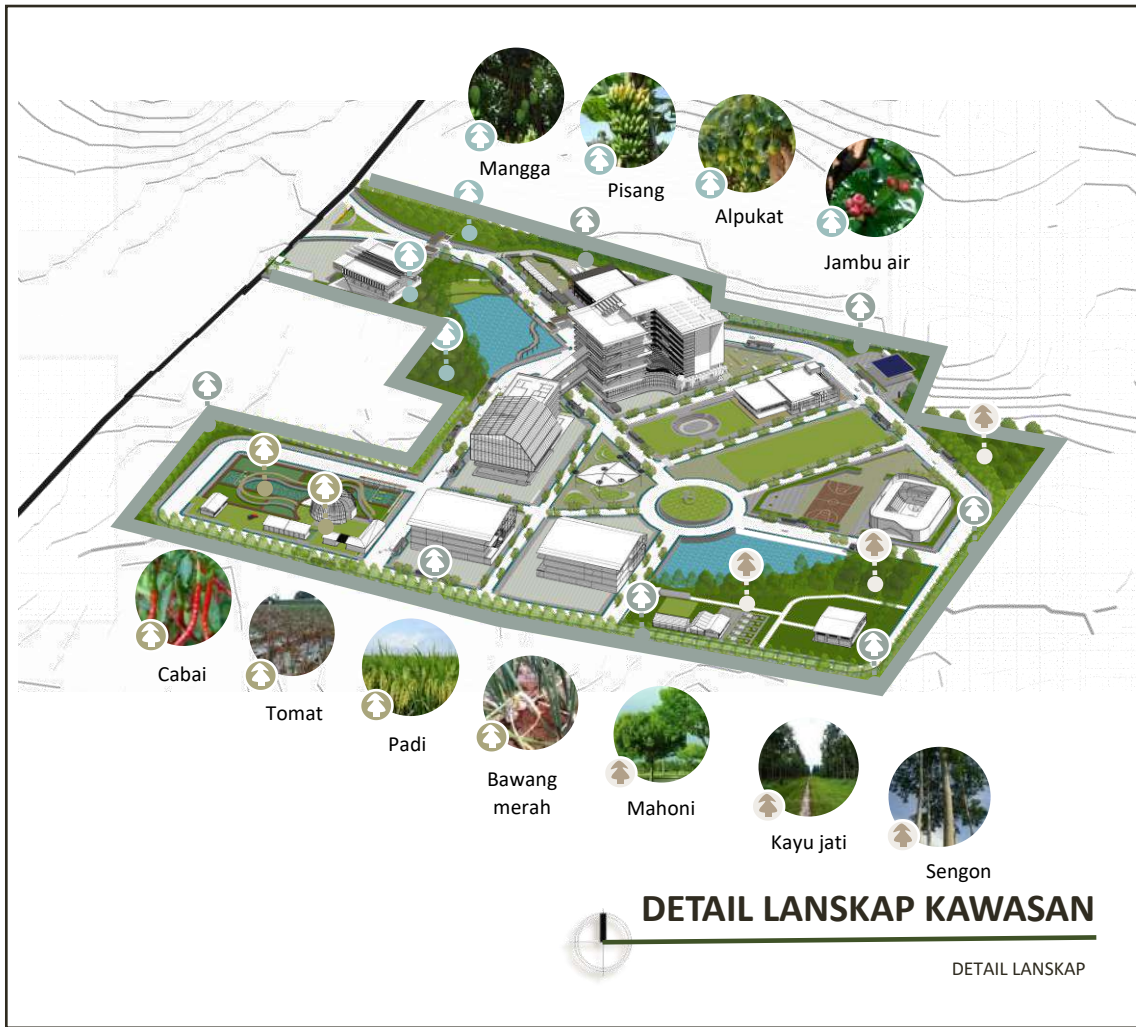 Mangga
Pisang
Alpukat
Jambu air
Cabai
Tomat
Padi
Bawang
merah
Mahoni
Kayu jati
Sengon
DETAIL LANSKAP KAWASAN
DETAIL LANSKAP